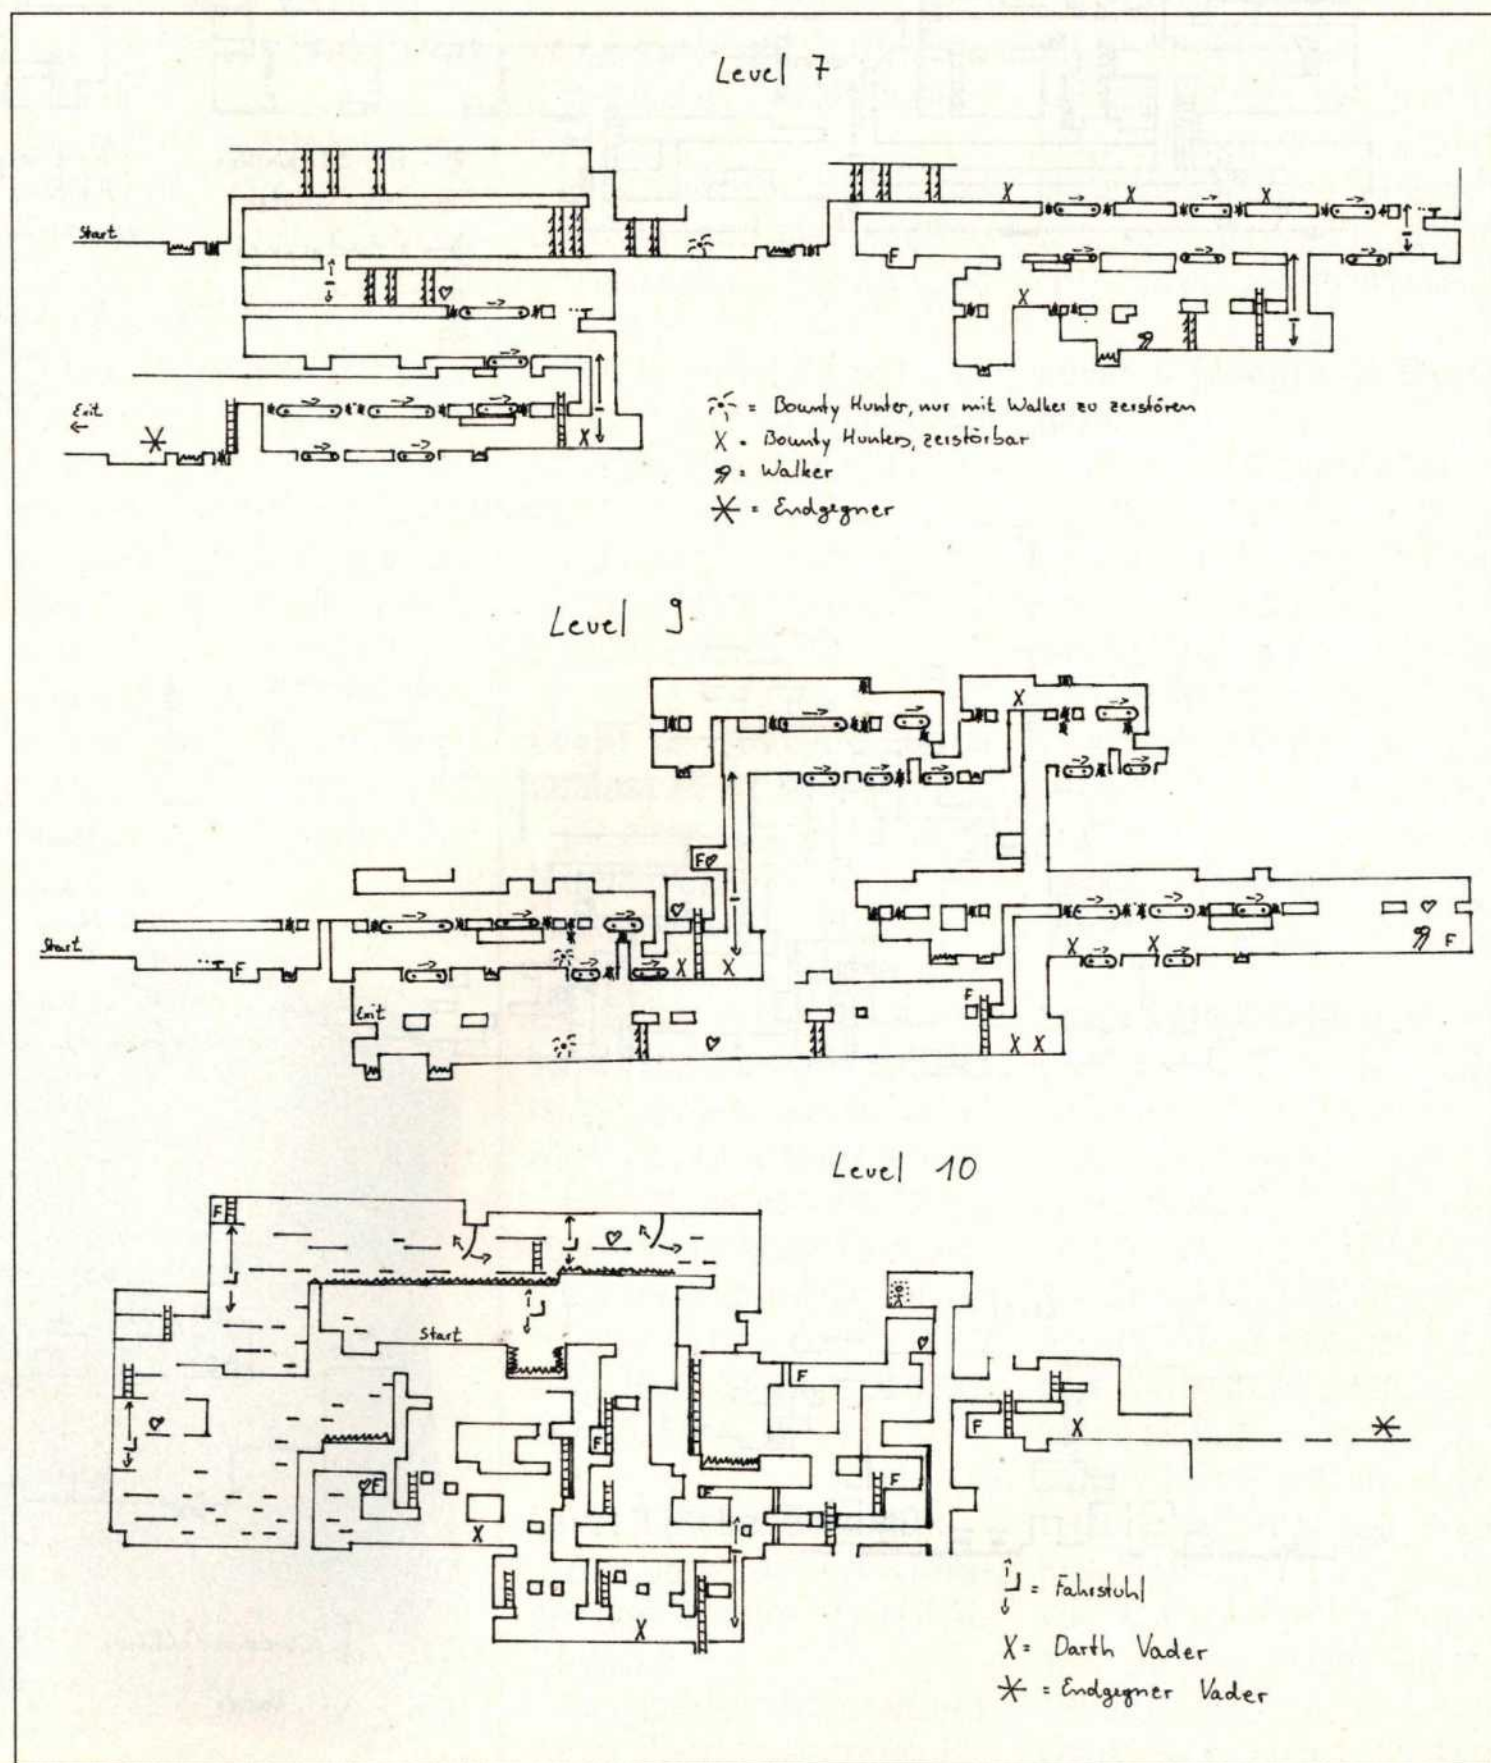 Level 7
Start
F
Exit
←
X
X
X
X
X
= Bounty Hunter, nur mit Walker zu zerstören
X = Bounty Hunters, zerstörbar
= Walker
= Endgegner
Level 9
X
F
Start
F
X
X
X
X
F
F
Exit
X X
Level 10
F
Start
F
F
F
X
F
F
F
X
X
= Fahrstuhl
X = Darth Vader
= Endgegner Vader